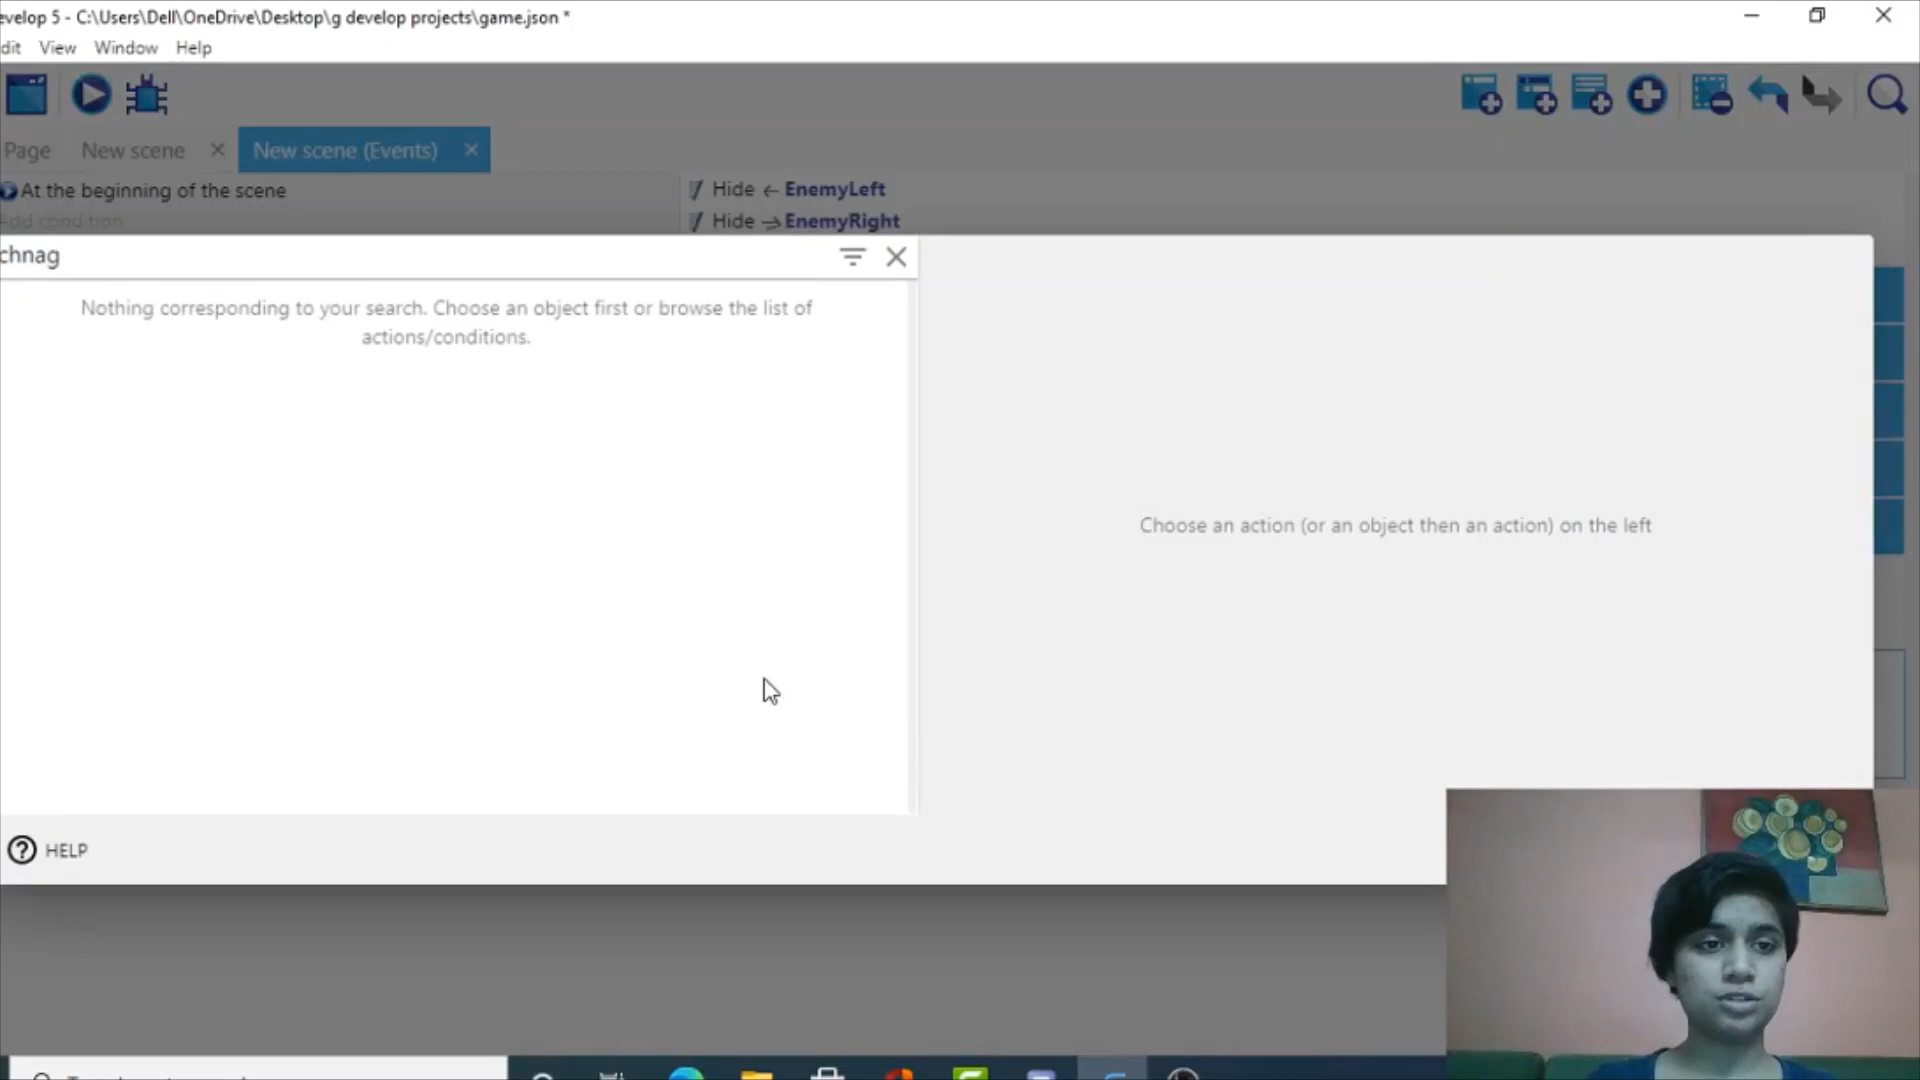 evelop 5 - C:\Users\Dell\OneDrive\Desktop\g develop projects\game.json *
dit View Window Help
Page New scene × New scene (Events) ×
At the beginning of the scene
Add condition
Hide ← EnemyLeft
Hide → EnemyRight
chnag
Nothing corresponding to your search. Choose an object first or browse the list of
actions/conditions.
Choose an action (or an object then an action) on the left
HELP